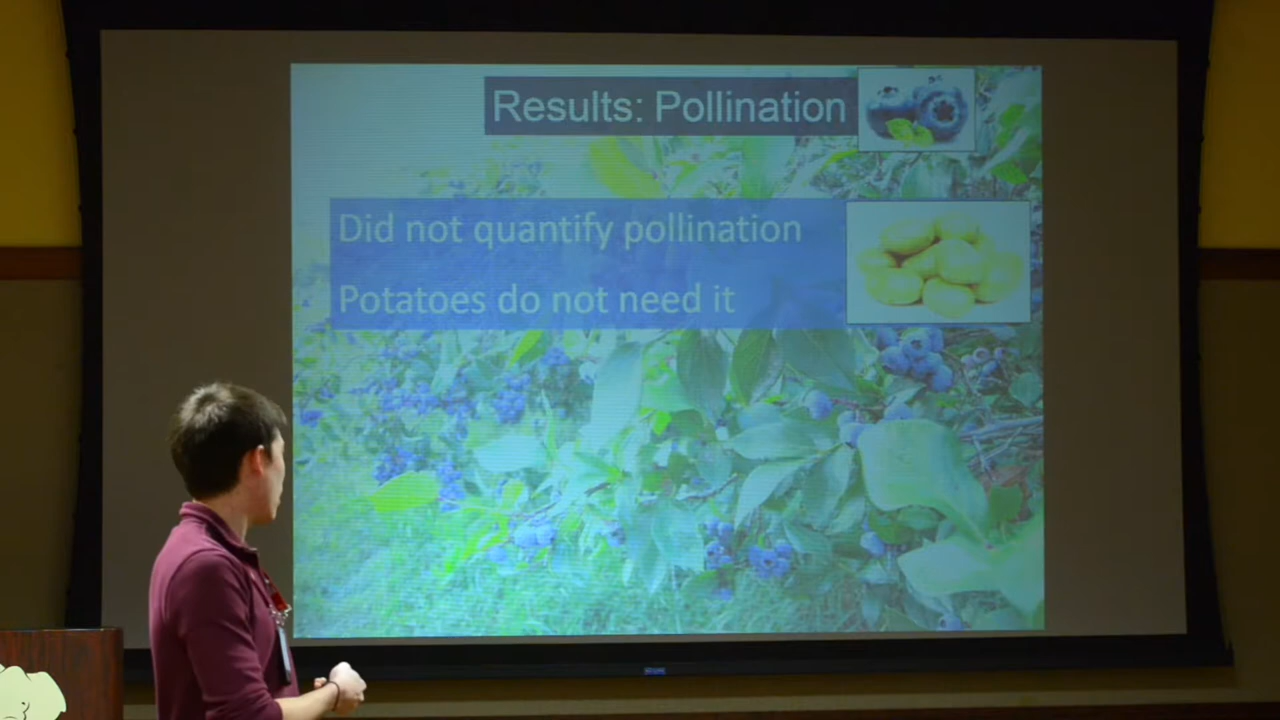 Results: Pollination
Did not quantify pollination
Potatoes do not need it